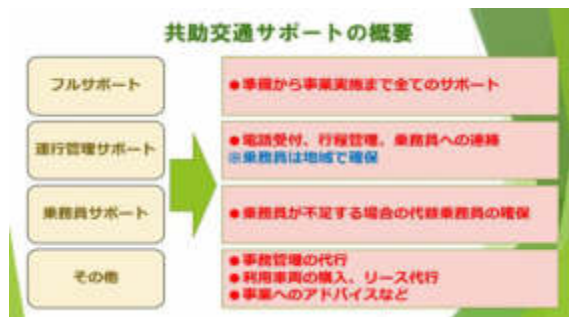 共助交通サポートの概要
フルサポート
●準備から事業実施まで全てのサポート
運行管理サポート
●電話受付、行程管理、乗務員への連絡
※乗務員は地域で確保
乗務員サポート
●乗務員が不足する場合の代替乗務員の確保
その他
●事務管理の代行
●利用車両の購入、リース代行
●事業へのアドバイスなど